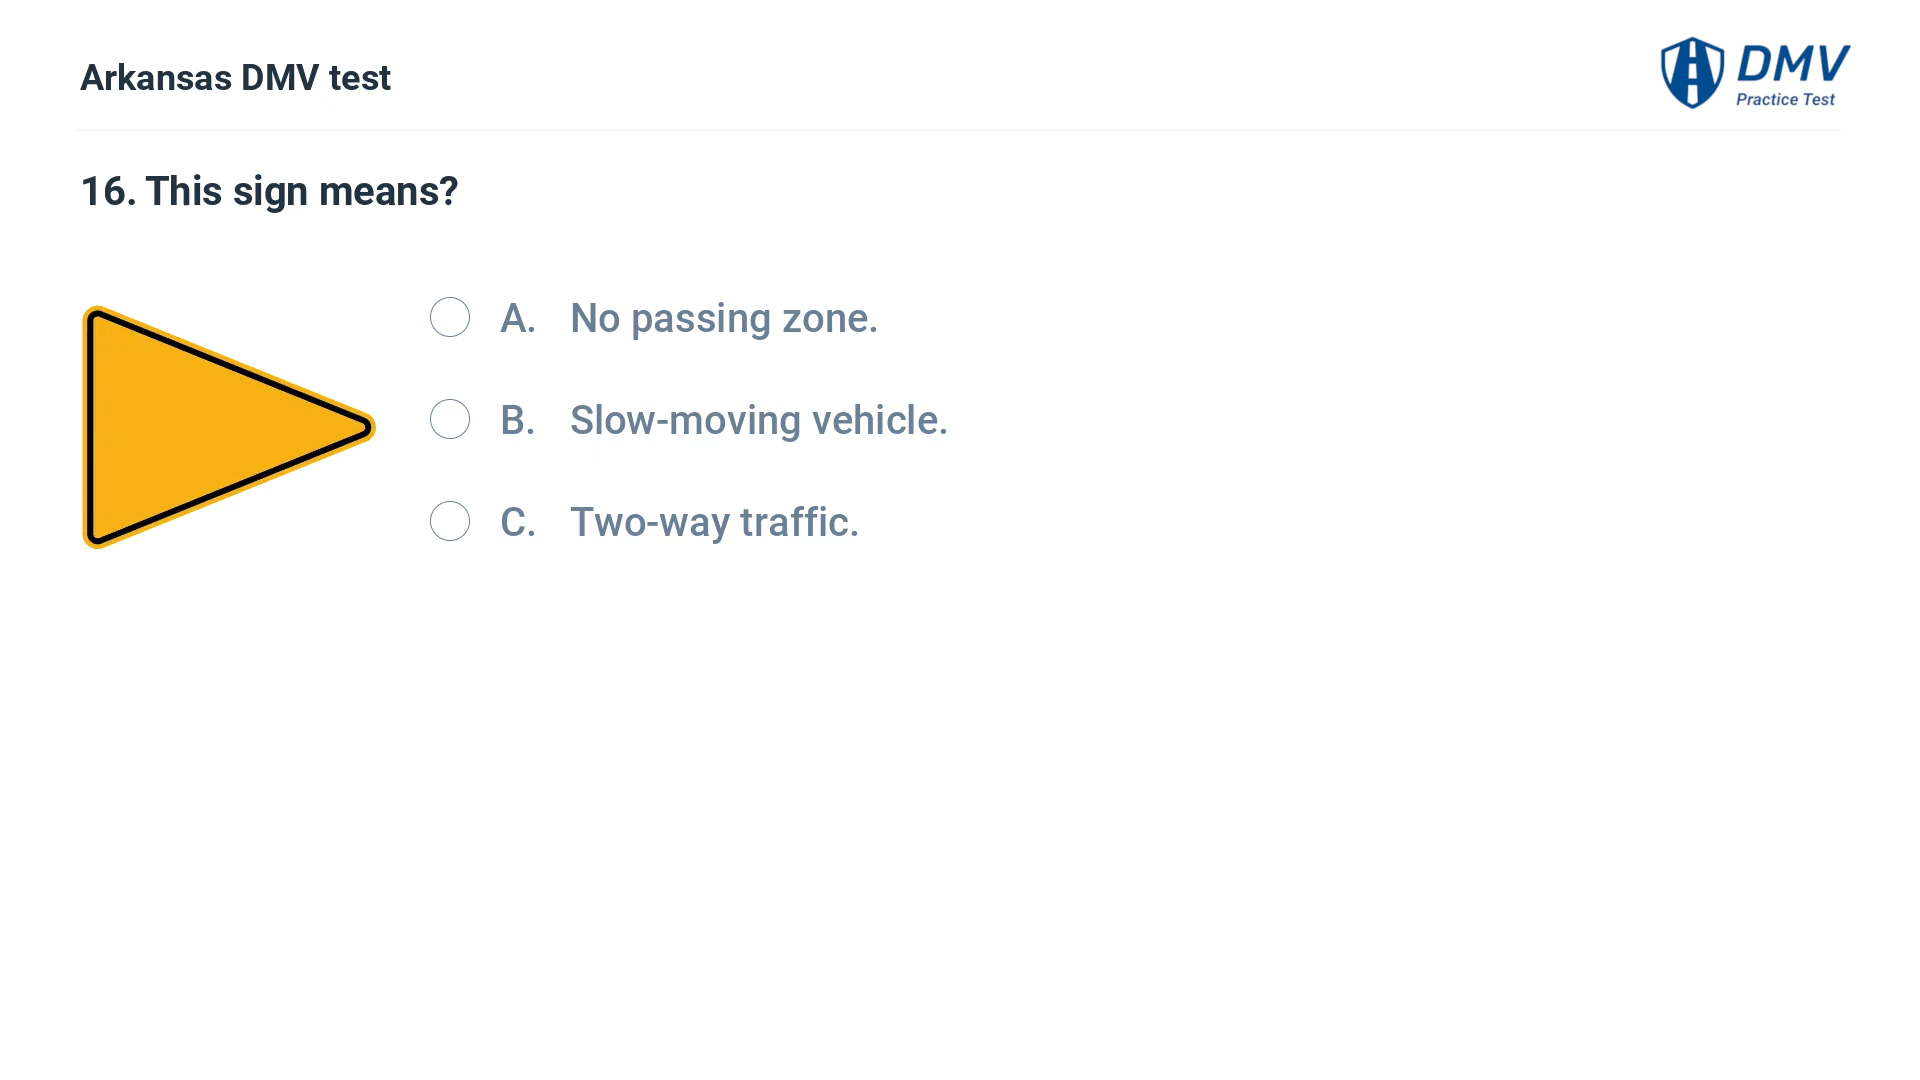 Arkansas DMV test
DMV
Practice Test
16. This sign means?
A. No passing zone.
B. Slow-moving vehicle.
C. Two-way traffic.